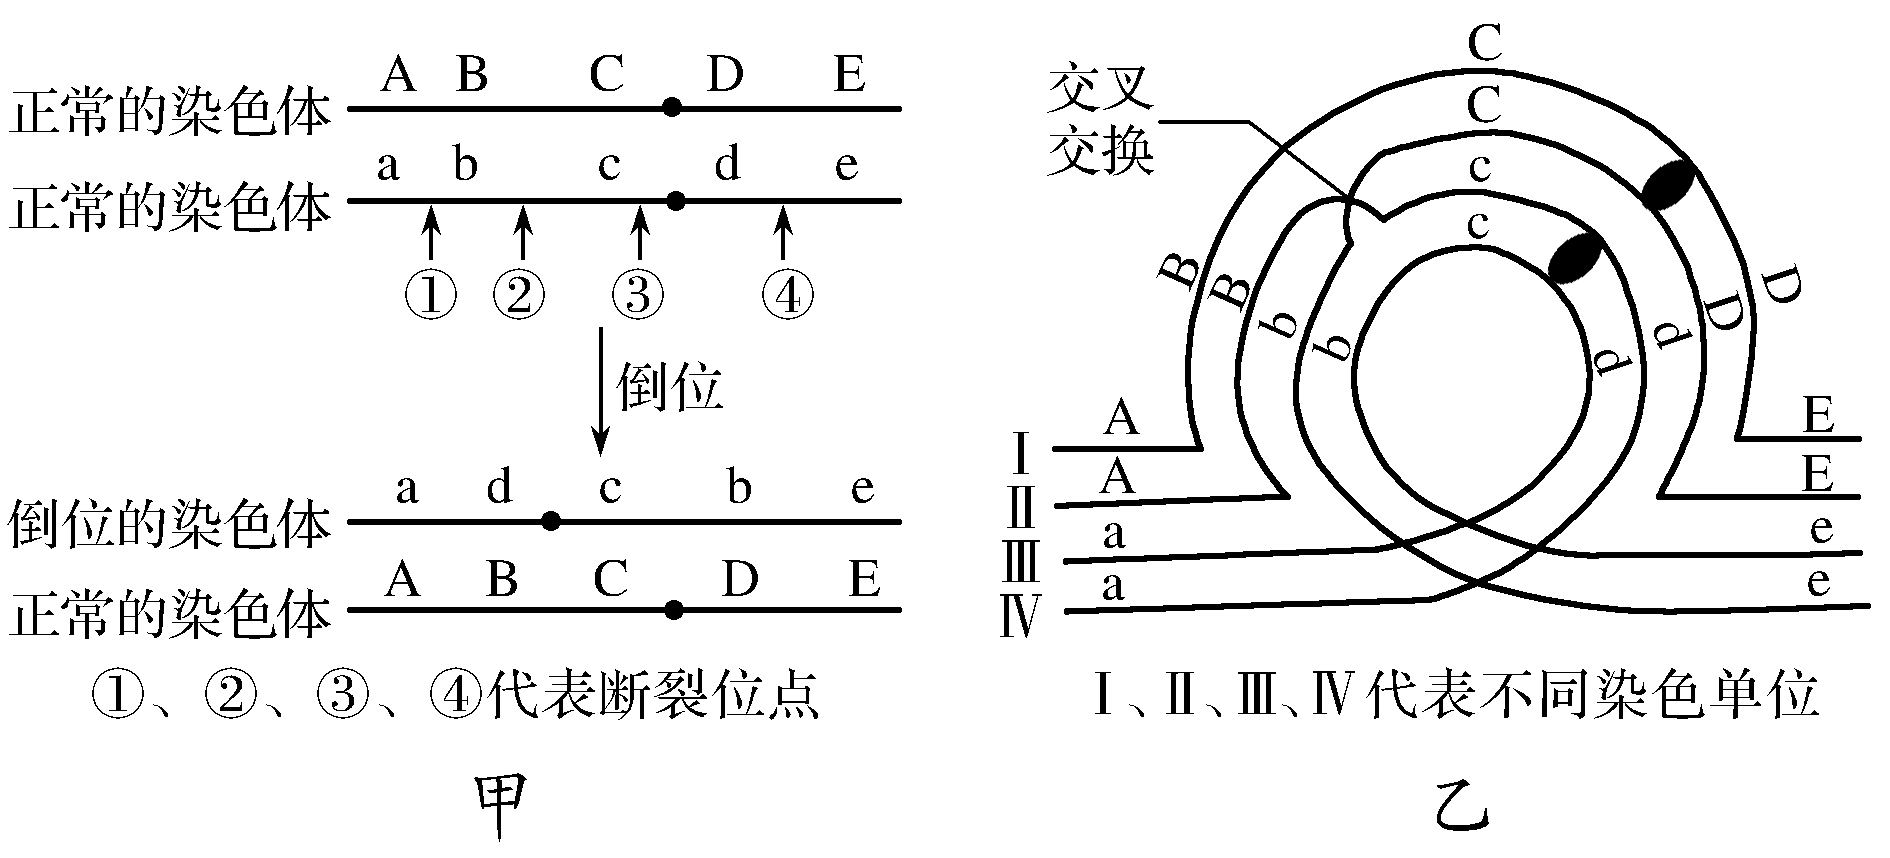 A B C D E
正常的染色体
a b c d e
正常的染色体
① ② ③ ④
倒位
a d c b e
倒位的染色体
A B C D E
正常的染色体
①、②、③、④代表断裂位点
甲
交叉
交换
C
C
c
c
B B b b d d D D
Ⅰ A E
Ⅱ A E
Ⅲ a e
Ⅳ a e
Ⅰ、Ⅱ、Ⅲ、Ⅳ代表不同染色单位
乙